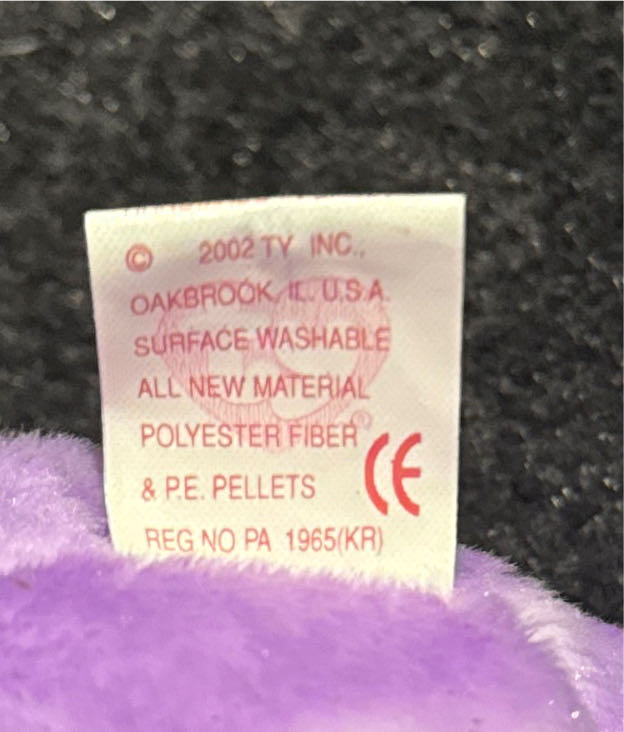 © 2002 TY INC.,
OAKBROOK, IL. U.S.A.
SURFACE WASHABLE
ALL NEW MATERIAL
POLYESTER FIBER ®
& P.E. PELLETS CE
REG NO PA 1965(KR)